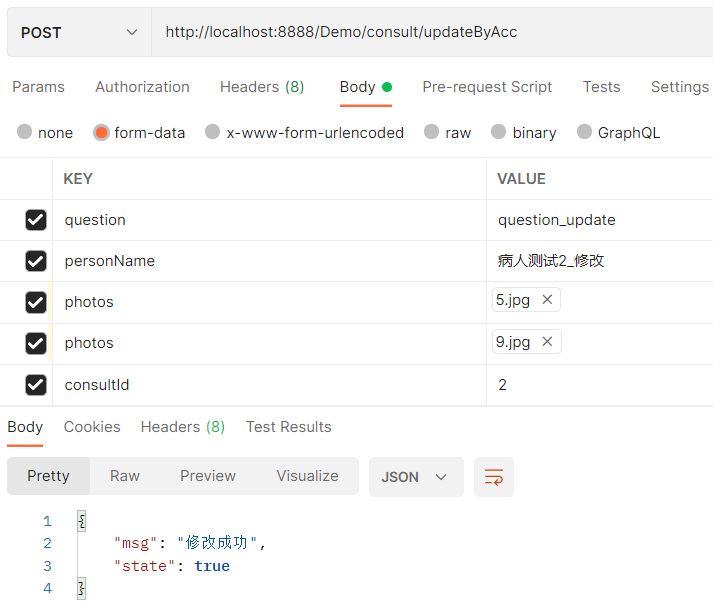 POST http://localhost:8888/Demo/consult/updateByAcc
Params Authorization Headers (8) Body Pre-request Script Tests Settings
none form-data x-www-form-urlencoded raw binary GraphQL
KEY VALUE
question question_update
personName 病人测试2_修改
photos 5.jpg ×
photos 9.jpg ×
consultId 2
Body Cookies Headers (8) Test Results
Pretty Raw Preview Visualize JSON
1 {
2 "msg": "修改成功",
3 "state": true
4 }